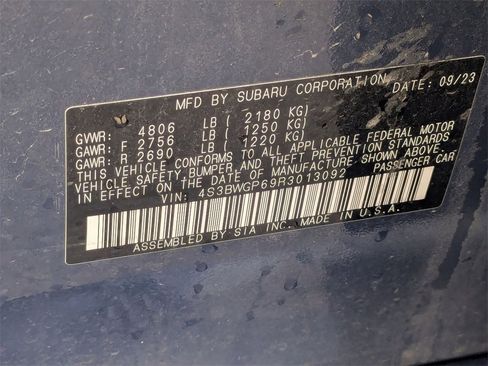 MFD BY SUBARU CORPORATION DATE: 09/23
GVWR: 4806 LB ( 2180 KG)
GAWR: F 2756 LB ( 1250 KG)
GAWR: R 2690 LB ( 1220 KG)
THIS VEHICLE CONFORMS TO ALL APPLICABLE FEDERAL MOTOR
VEHICLE SAFETY, BUMPER, AND THEFT PREVENTION STANDARDS
IN EFFECT ON THE DATE OF MANUFACTURE SHOWN ABOVE.
VIN: 4S3BWGP69R3013092 PASSENGER CAR
ASSEMBLED BY SIA INC. MADE IN U.S.A.